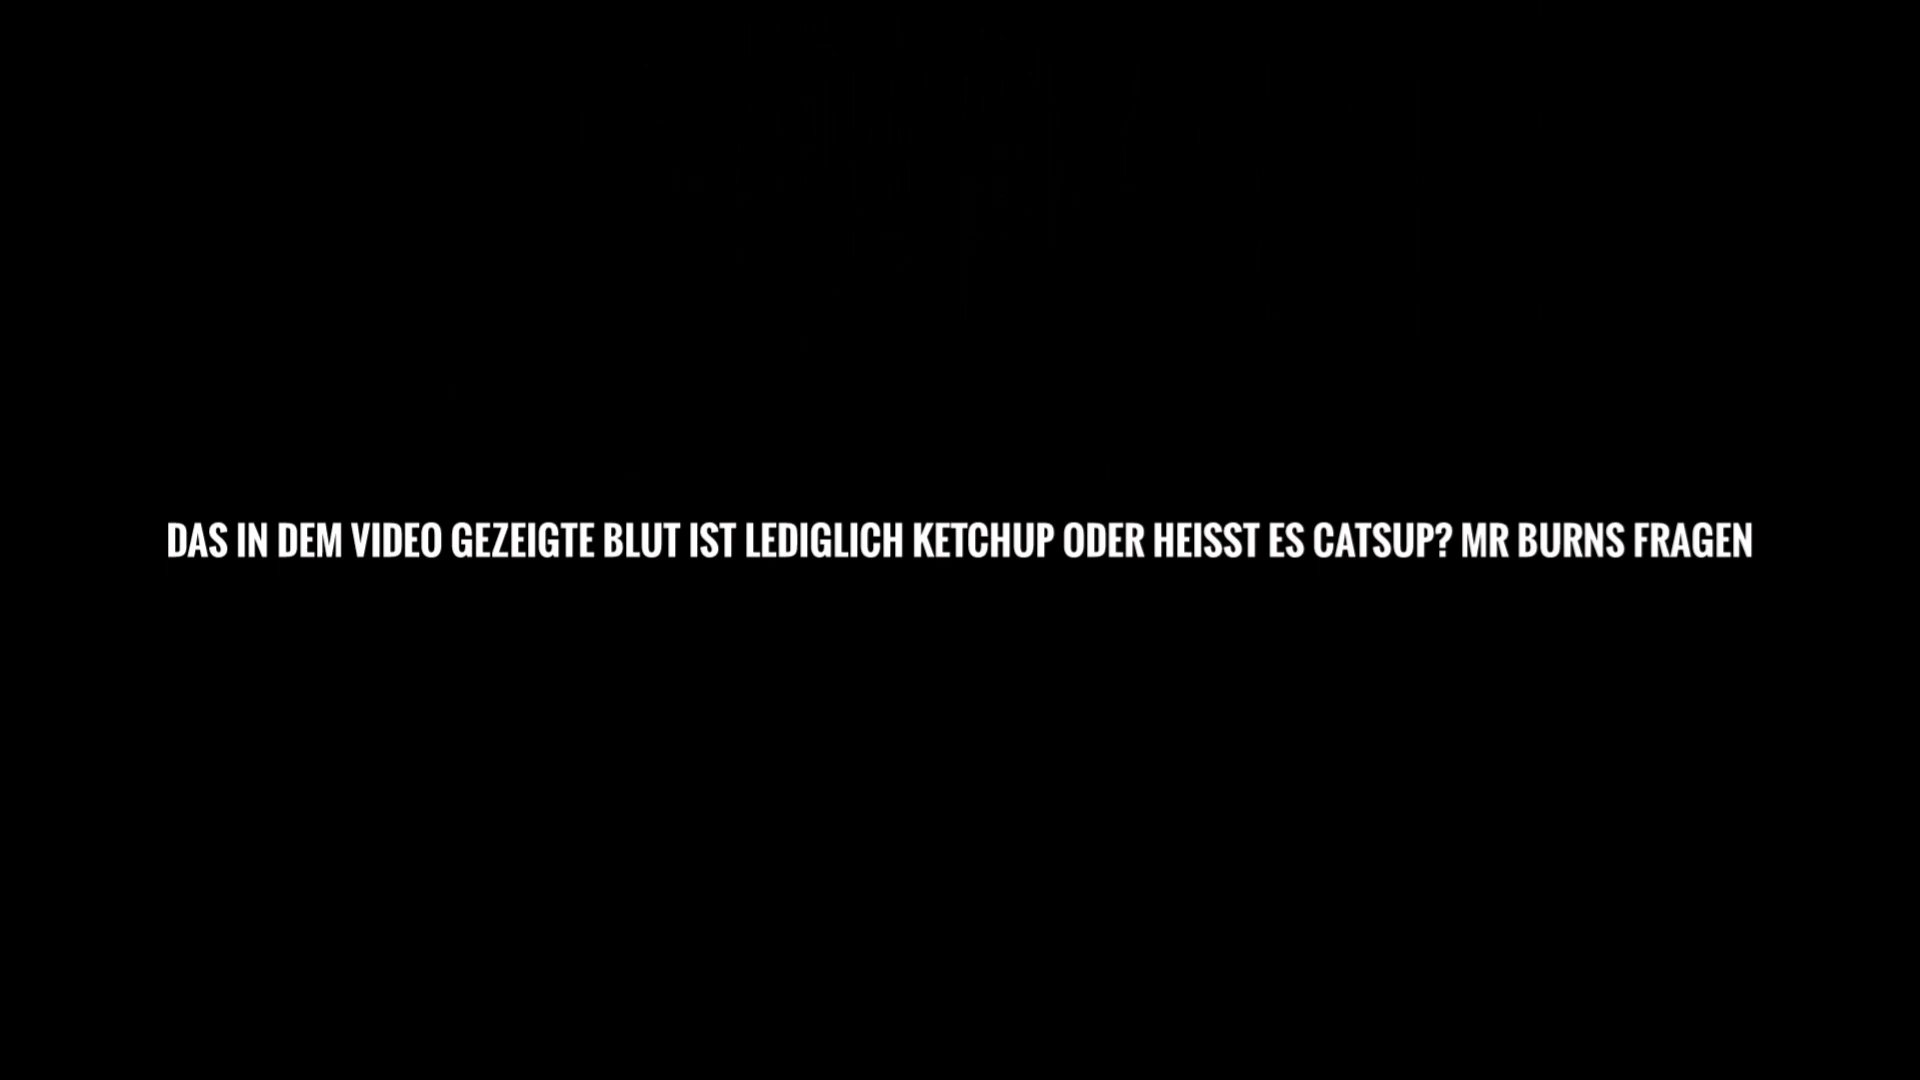 DAS IN DEM VIDEO GEZEIGTE BLUT IST LEDIGLICH KETCHUP ODER HEISST ES CATSUP? MR BURNS FRAGEN